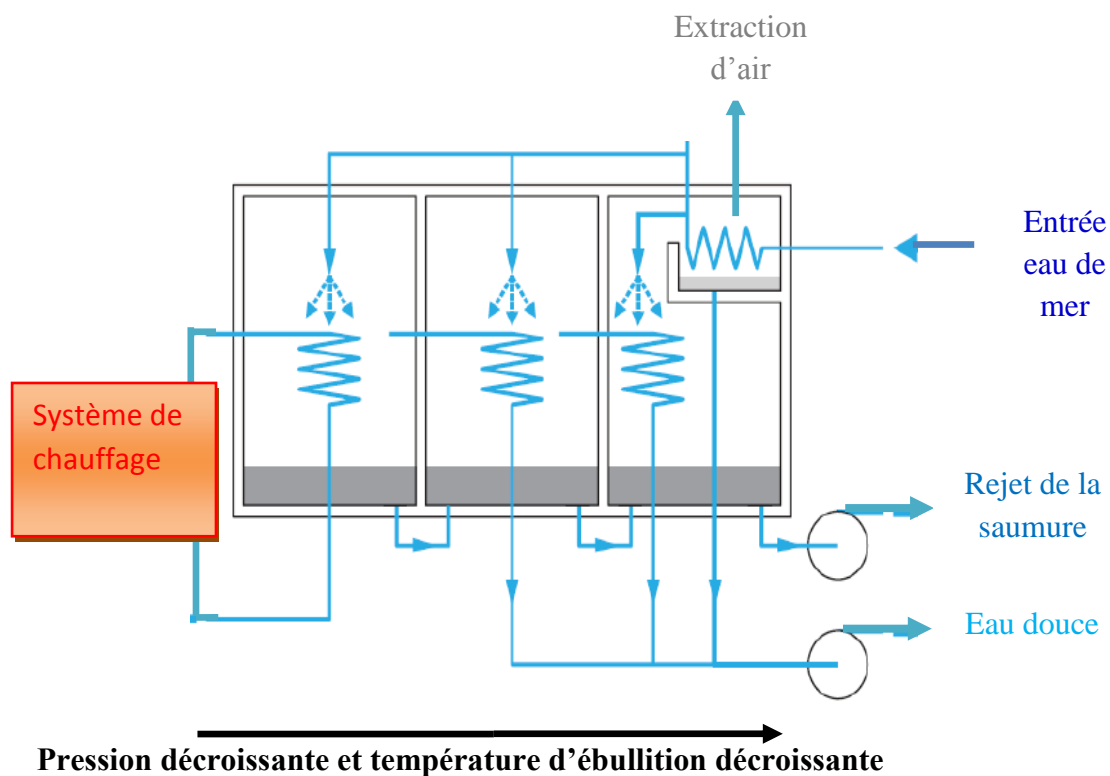 Extraction
d’air
Entrée
eau de
mer
Système de
chauffage
Rejet de la
saumure
Eau douce
Pression décroissante et température d’ébullition décroissante